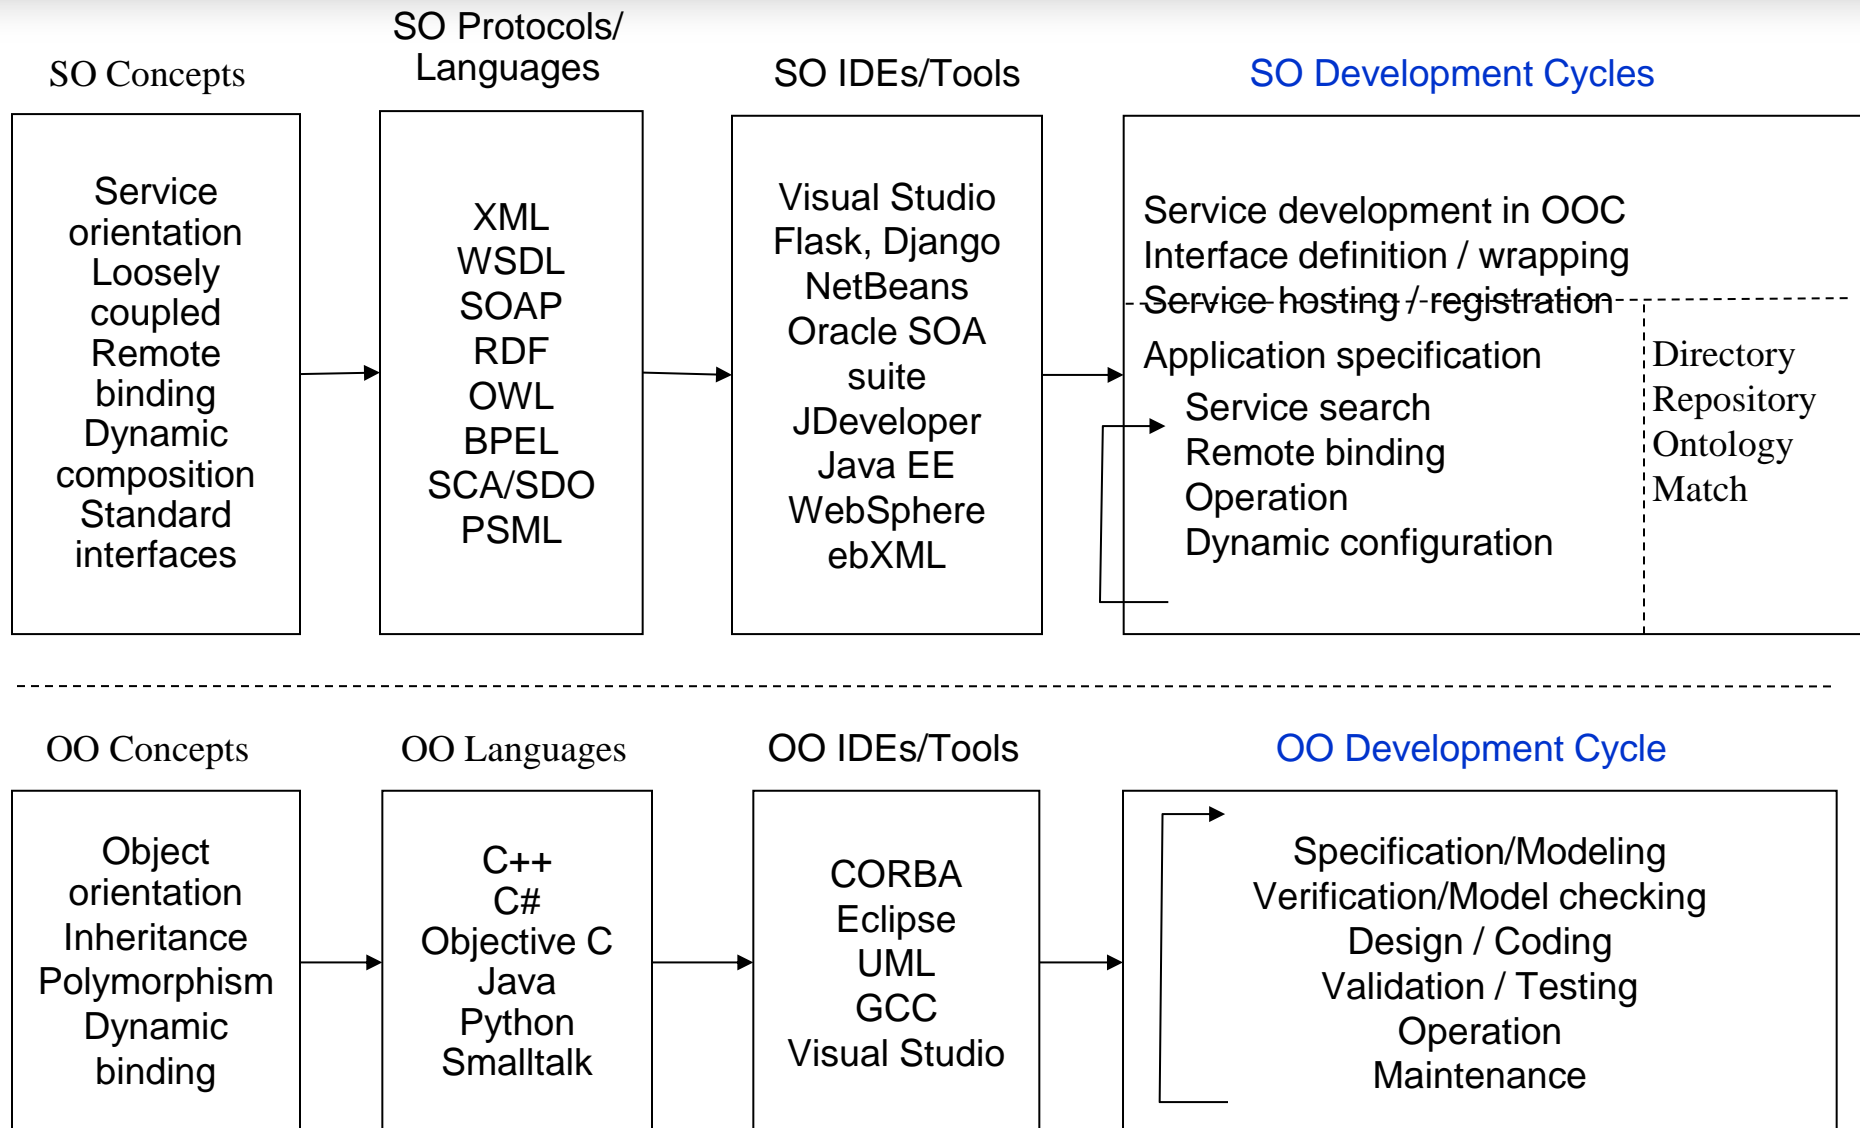 SO Concepts
SO Protocols/
Languages
SO IDEs/Tools
SO Development Cycles
Service
orientation
Loosely
coupled
Remote
binding
Dynamic
composition
Standard
interfaces
XML
WSDL
SOAP
RDF
OWL
BPEL
SCA/SDO
PSML
Visual Studio
Flask, Django
NetBeans
Oracle SOA
suite
JDeveloper
Java EE
WebSphere
ebXML
Service development in OOC
Interface definition / wrapping
Service hosting / registration
Application specification
Service search
Remote binding
Operation
Dynamic configuration
Directory
Repository
Ontology
Match
OO Concepts
OO Languages
OO IDEs/Tools
OO Development Cycle
Object
orientation
Inheritance
Polymorphism
Dynamic
binding
C++
C#
Objective C
Java
Python
Smalltalk
CORBA
Eclipse
UML
GCC
Visual Studio
Specification/Modeling
Verification/Model checking
Design / Coding
Validation / Testing
Operation
Maintenance